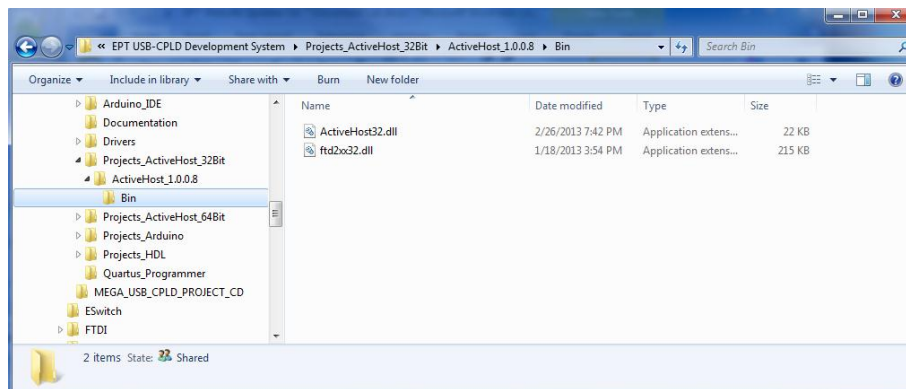 « EPT USB-CPLD Development System ▸ Projects_ActiveHost_32Bit ▸ ActiveHost_1.0.0.8 ▸ Bin
Search Bin
Organize Include in library Share with Burn New folder
Arduino_IDE
Documentation
Drivers
Projects_ActiveHost_32Bit
ActiveHost_1.0.0.8
Bin
Projects_ActiveHost_64Bit
Projects_Arduino
Projects_HDL
Quartus_Programmer
MEGA_USB_CPLD_PROJECT_CD
ESwitch
FTDI
Name Date modified Type Size
ActiveHost32.dll 2/26/2013 7:42 PM Application extens... 22 KB
ftd2xx32.dll 1/18/2013 3:54 PM Application extens... 215 KB
2 items State: Shared